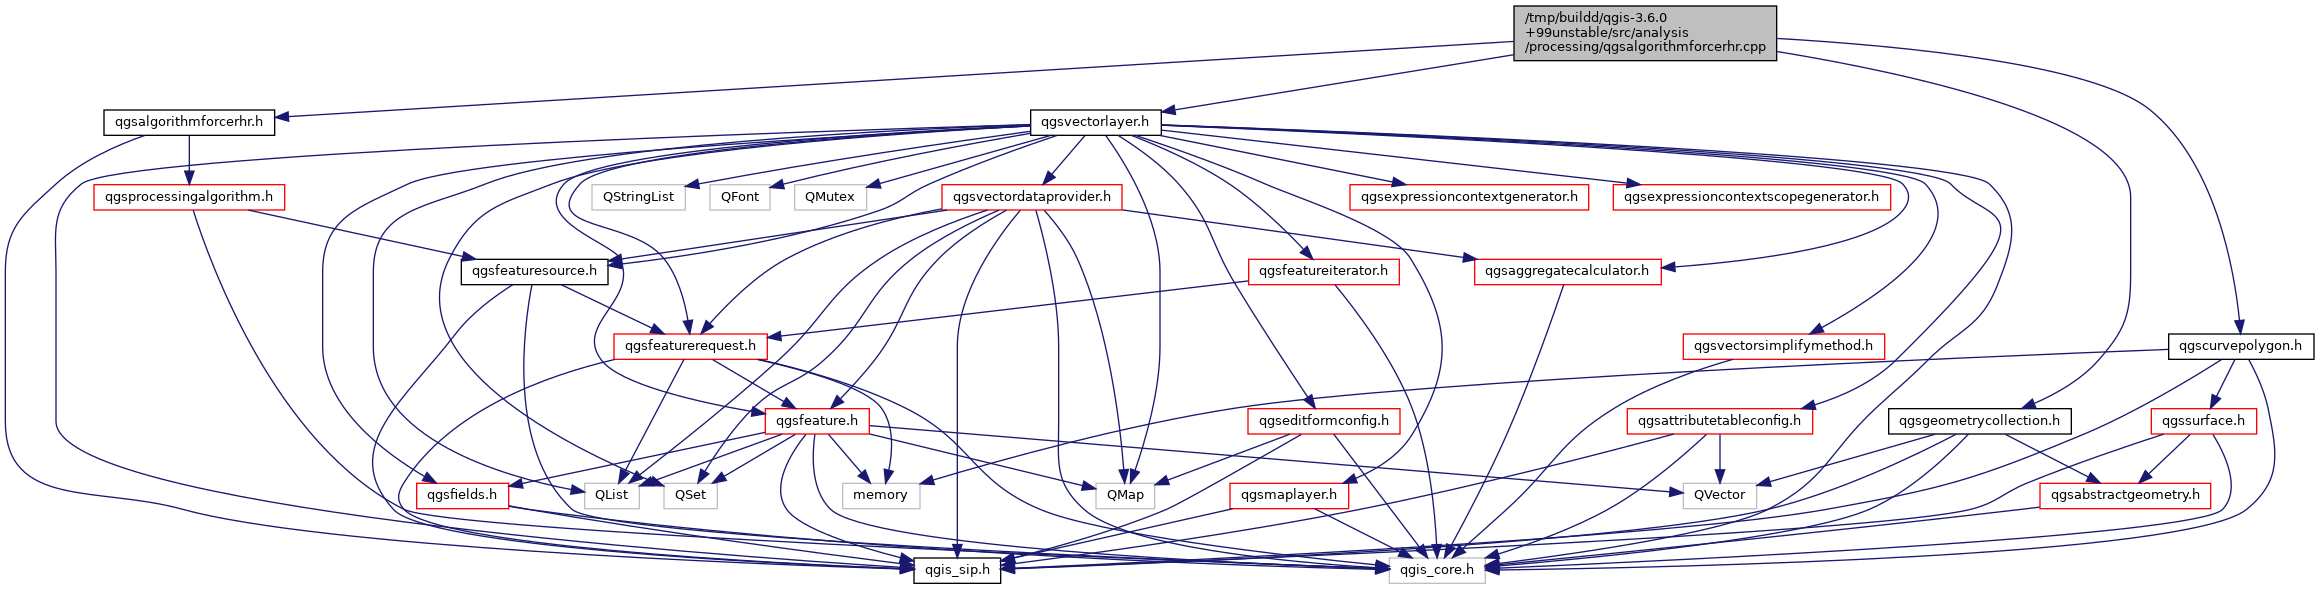 /tmp/buildd/qgis-3.6.0
+99unstable/src/analysis
/processing/qgsalgorithmforcerhr.cpp
qgsalgorithmforcerhr.h
qgsvectorlayer.h
qgsprocessingalgorithm.h
QStringList
QFont
QMutex
qgsvectordataprovider.h
qgsexpressioncontextgenerator.h
qgsexpressioncontextscopegenerator.h
qgsfeaturesource.h
qgsfeatureiterator.h
qgsaggregatecalculator.h
qgsfeaturerequest.h
qgsvectorsimplifymethod.h
qgscurvepolygon.h
qgsfeature.h
qgseditformconfig.h
qgsattributetableconfig.h
qgsgeometrycollection.h
qgssurface.h
qgsfields.h
QList
QSet
memory
QMap
qgsmaplayer.h
QVector
qgsabstractgeometry.h
qgis_sip.h
qgis_core.h